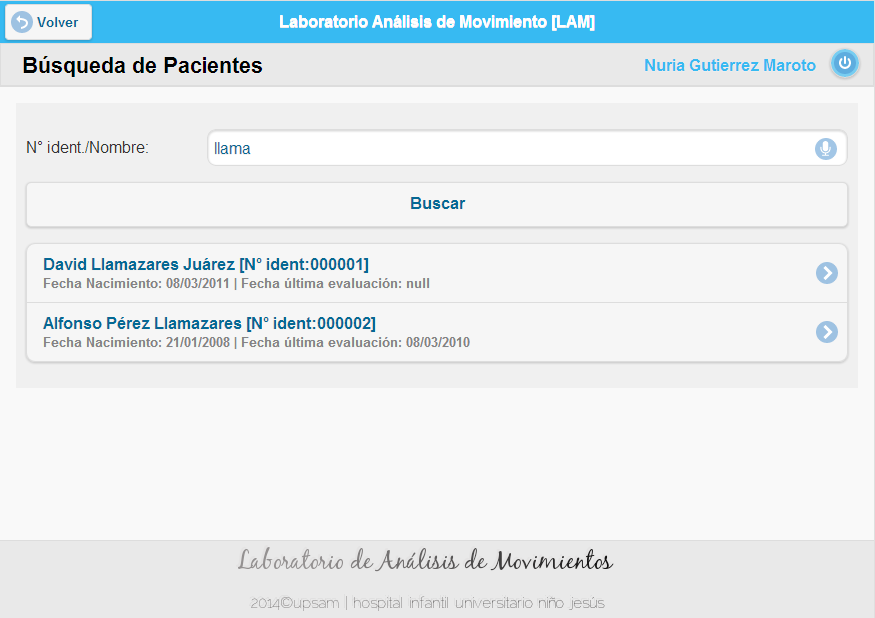 Volver
Laboratorio Análisis de Movimiento [LAM]
Búsqueda de Pacientes
Nuria Gutierrez Maroto
N° ident./Nombre:
llama
Buscar
David Llamazares Juárez [N° ident:000001]
Fecha Nacimiento: 08/03/2011 | Fecha última evaluación: null
Alfonso Pérez Llamazares [N° ident:000002]
Fecha Nacimiento: 21/01/2008 | Fecha última evaluación: 08/03/2010
Laboratorio de Análisis de Movimientos
2014©upsam | hospital infantil universitario niño jesús